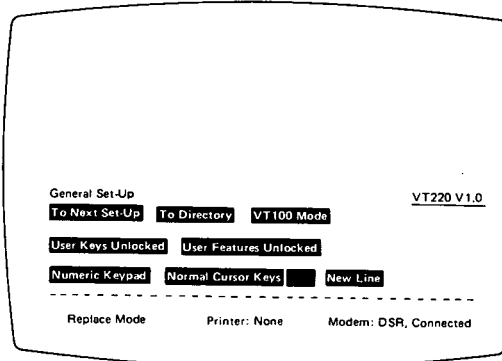 General Set-Up VT220 V1.0
To Next Set-Up To Directory VT100 Mode
User Keys Unlocked User Features Unlocked
Numeric Keypad Normal Cursor Keys New Line
Replace Mode Printer: None Modem: DSR, Connected